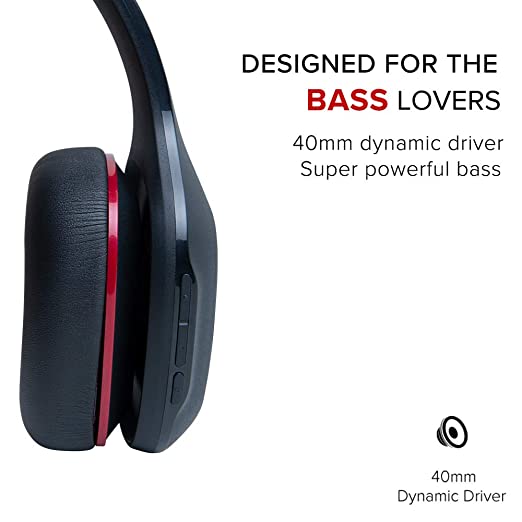 DESIGNED FOR THE
BASS LOVERS
40mm dynamic driver
Super powerful bass
40mm
Dynamic Driver